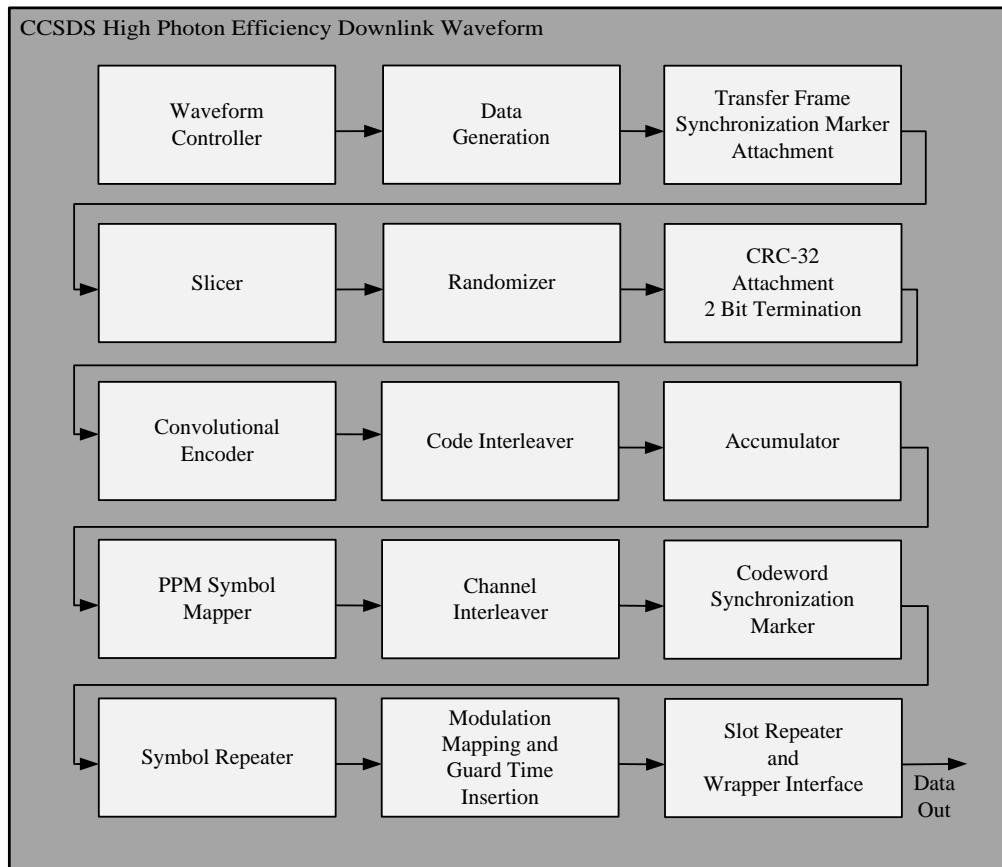 CCSDS High Photon Efficiency Downlink Waveform
Waveform
Controller
Data
Generation
Transfer Frame
Synchronization Marker
Attachment
Slicer
Randomizer
CRC-32
Attachment
2 Bit Termination
Convolutional
Encoder
Code Interleaver
Accumulator
PPM Symbol
Mapper
Channel
Interleaver
Codeword
Synchronization
Marker
Symbol Repeater
Modulation
Mapping and
Guard Time
Insertion
Slot Repeater
and
Wrapper Interface
Data
Out